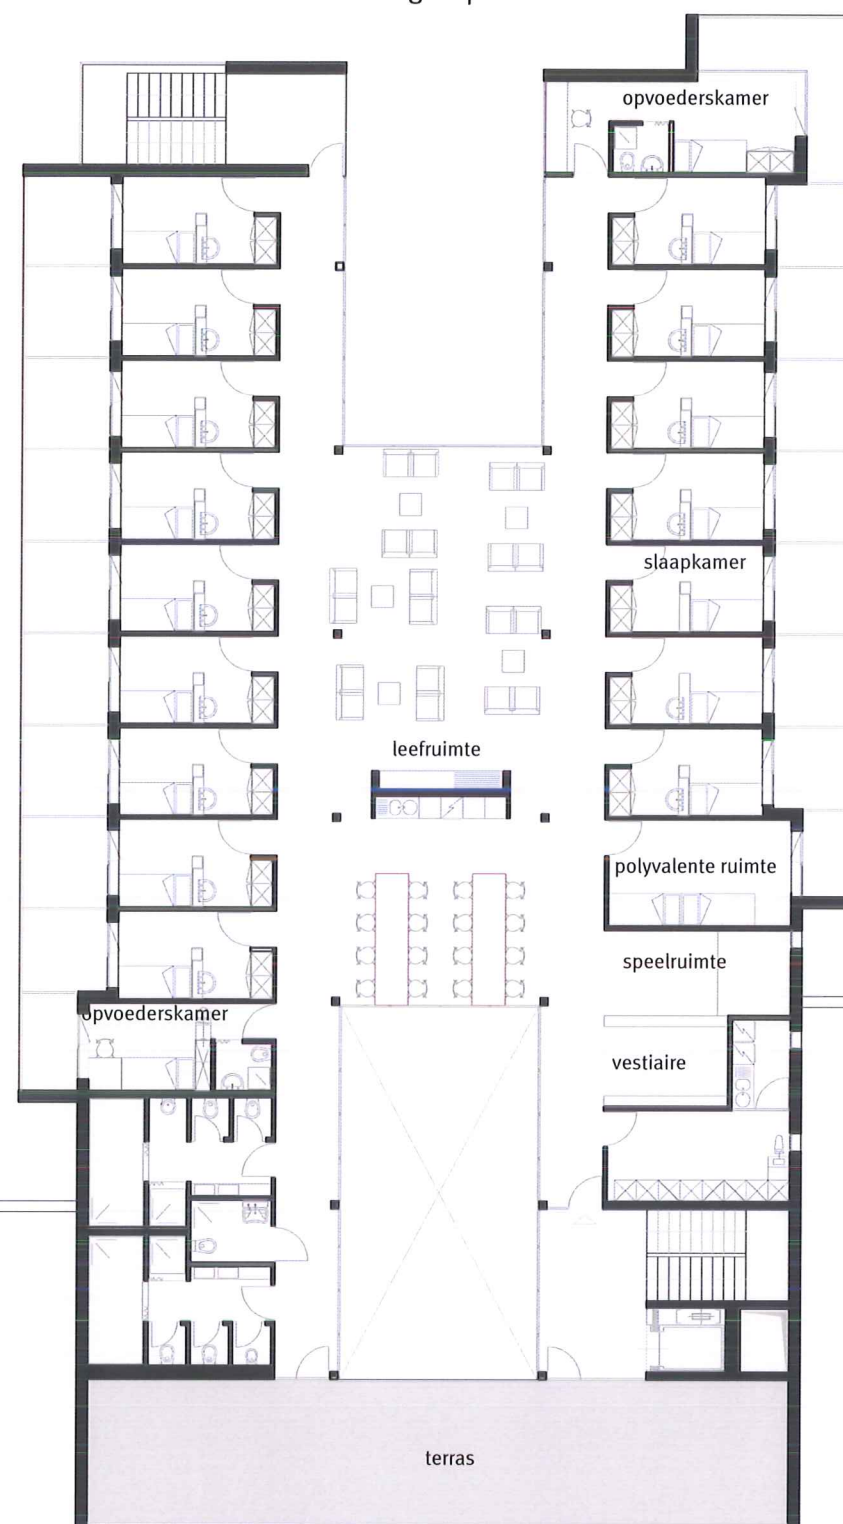 opvoederskamer
slaapkamer
leefruimte
polyvalente ruimte
speelruimte
opvoederskamer
vestiaire
terras